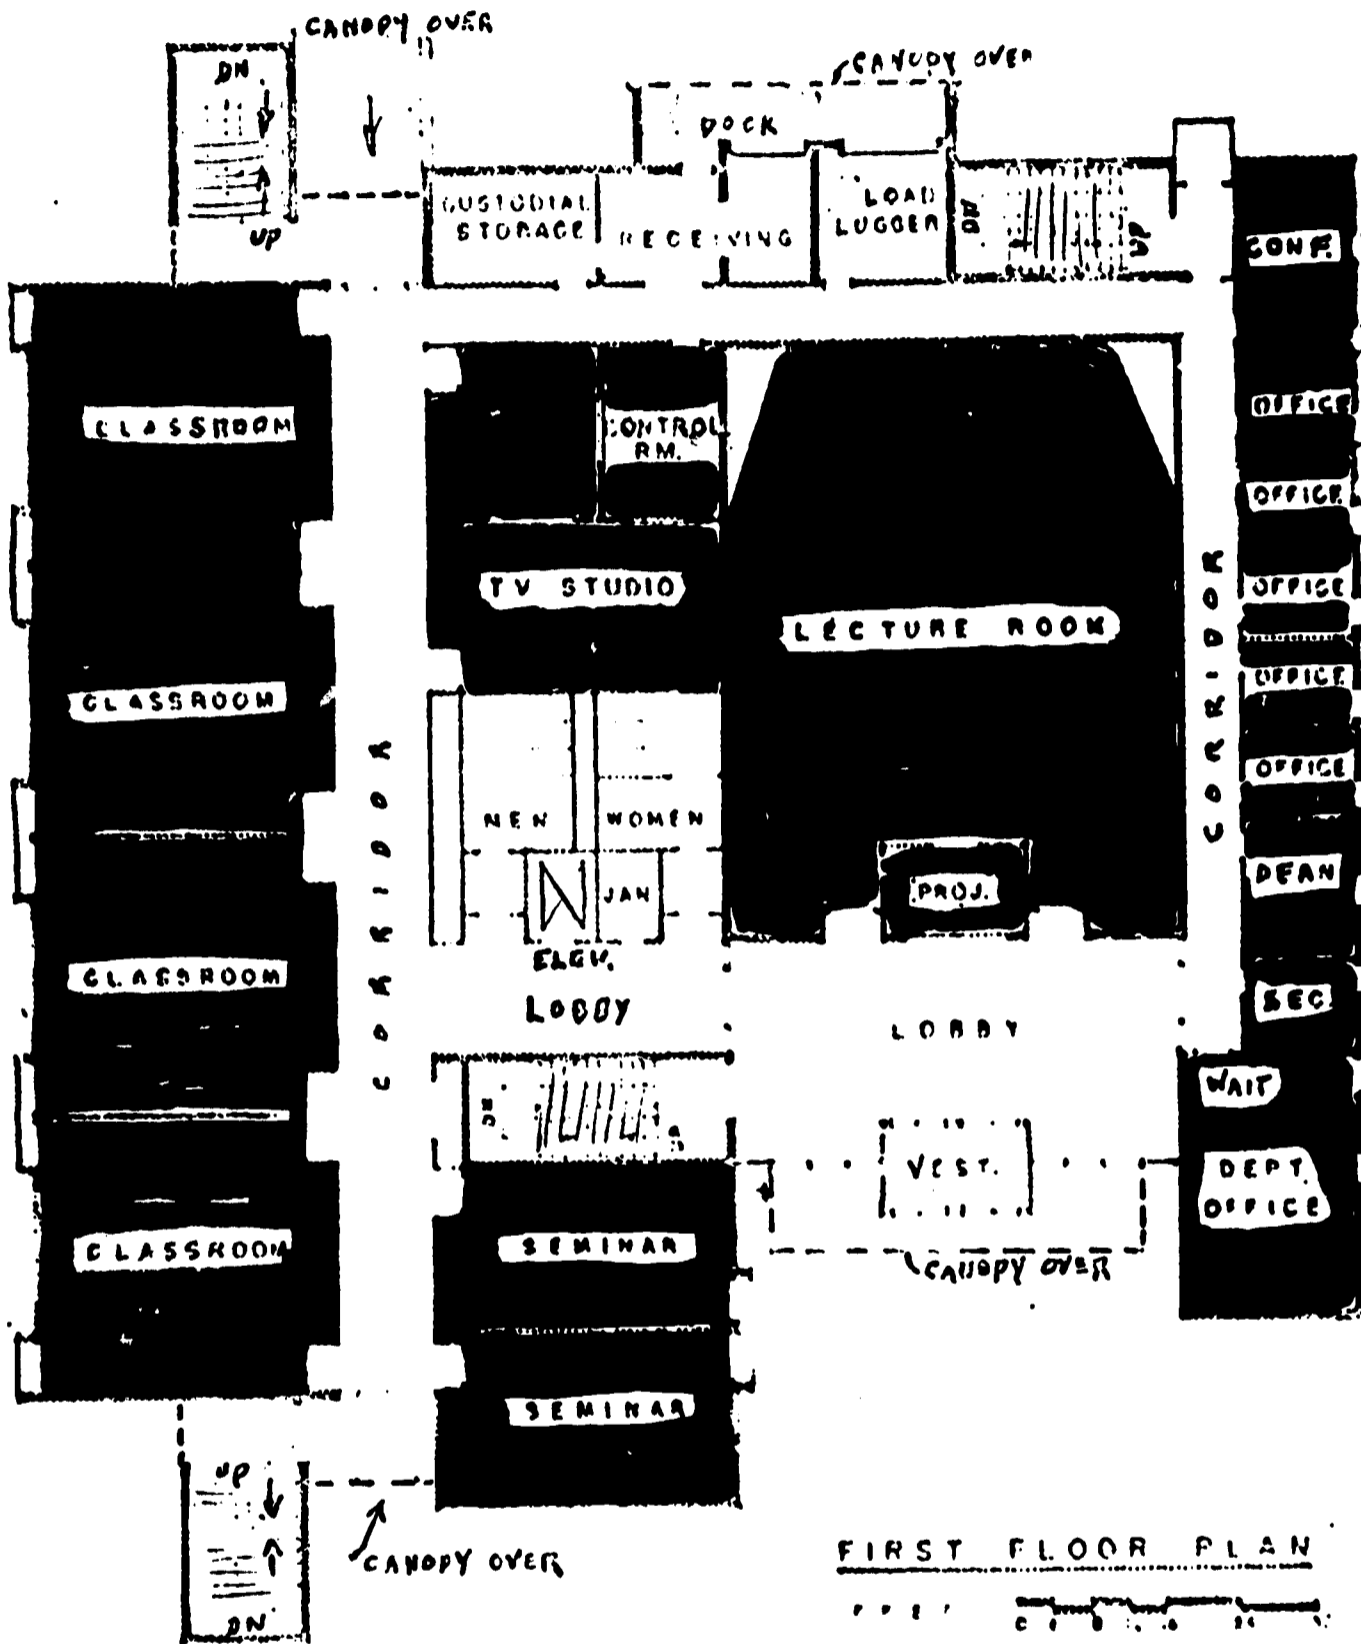 CANOPY OVER
CANOPY OVER
DN
DOCK
UP
CUSTODIAL
STORAGE
RECEIVING
LOAD
LUGGER
DN
UP
CONF.
CLASSROOM
CONTROL
RM.
OFFICE
OFFICE
TV STUDIO
LECTURE ROOM
OFFICE
CORRIDOR
OFFICE
CLASSROOM
CORRIDOR
MEN
WOMEN
OFFICE
JAN
PROJ.
DEAN
ELEV.
LOBBY
CLASSROOM
LOBBY
SEC.
WAIT
DN
VEST.
DEPT.
OFFICE
CLASSROOM
SEMINAR
CANOPY OVER
SEMINAR
UP
CANOPY OVER
DN
FIRST FLOOR PLAN